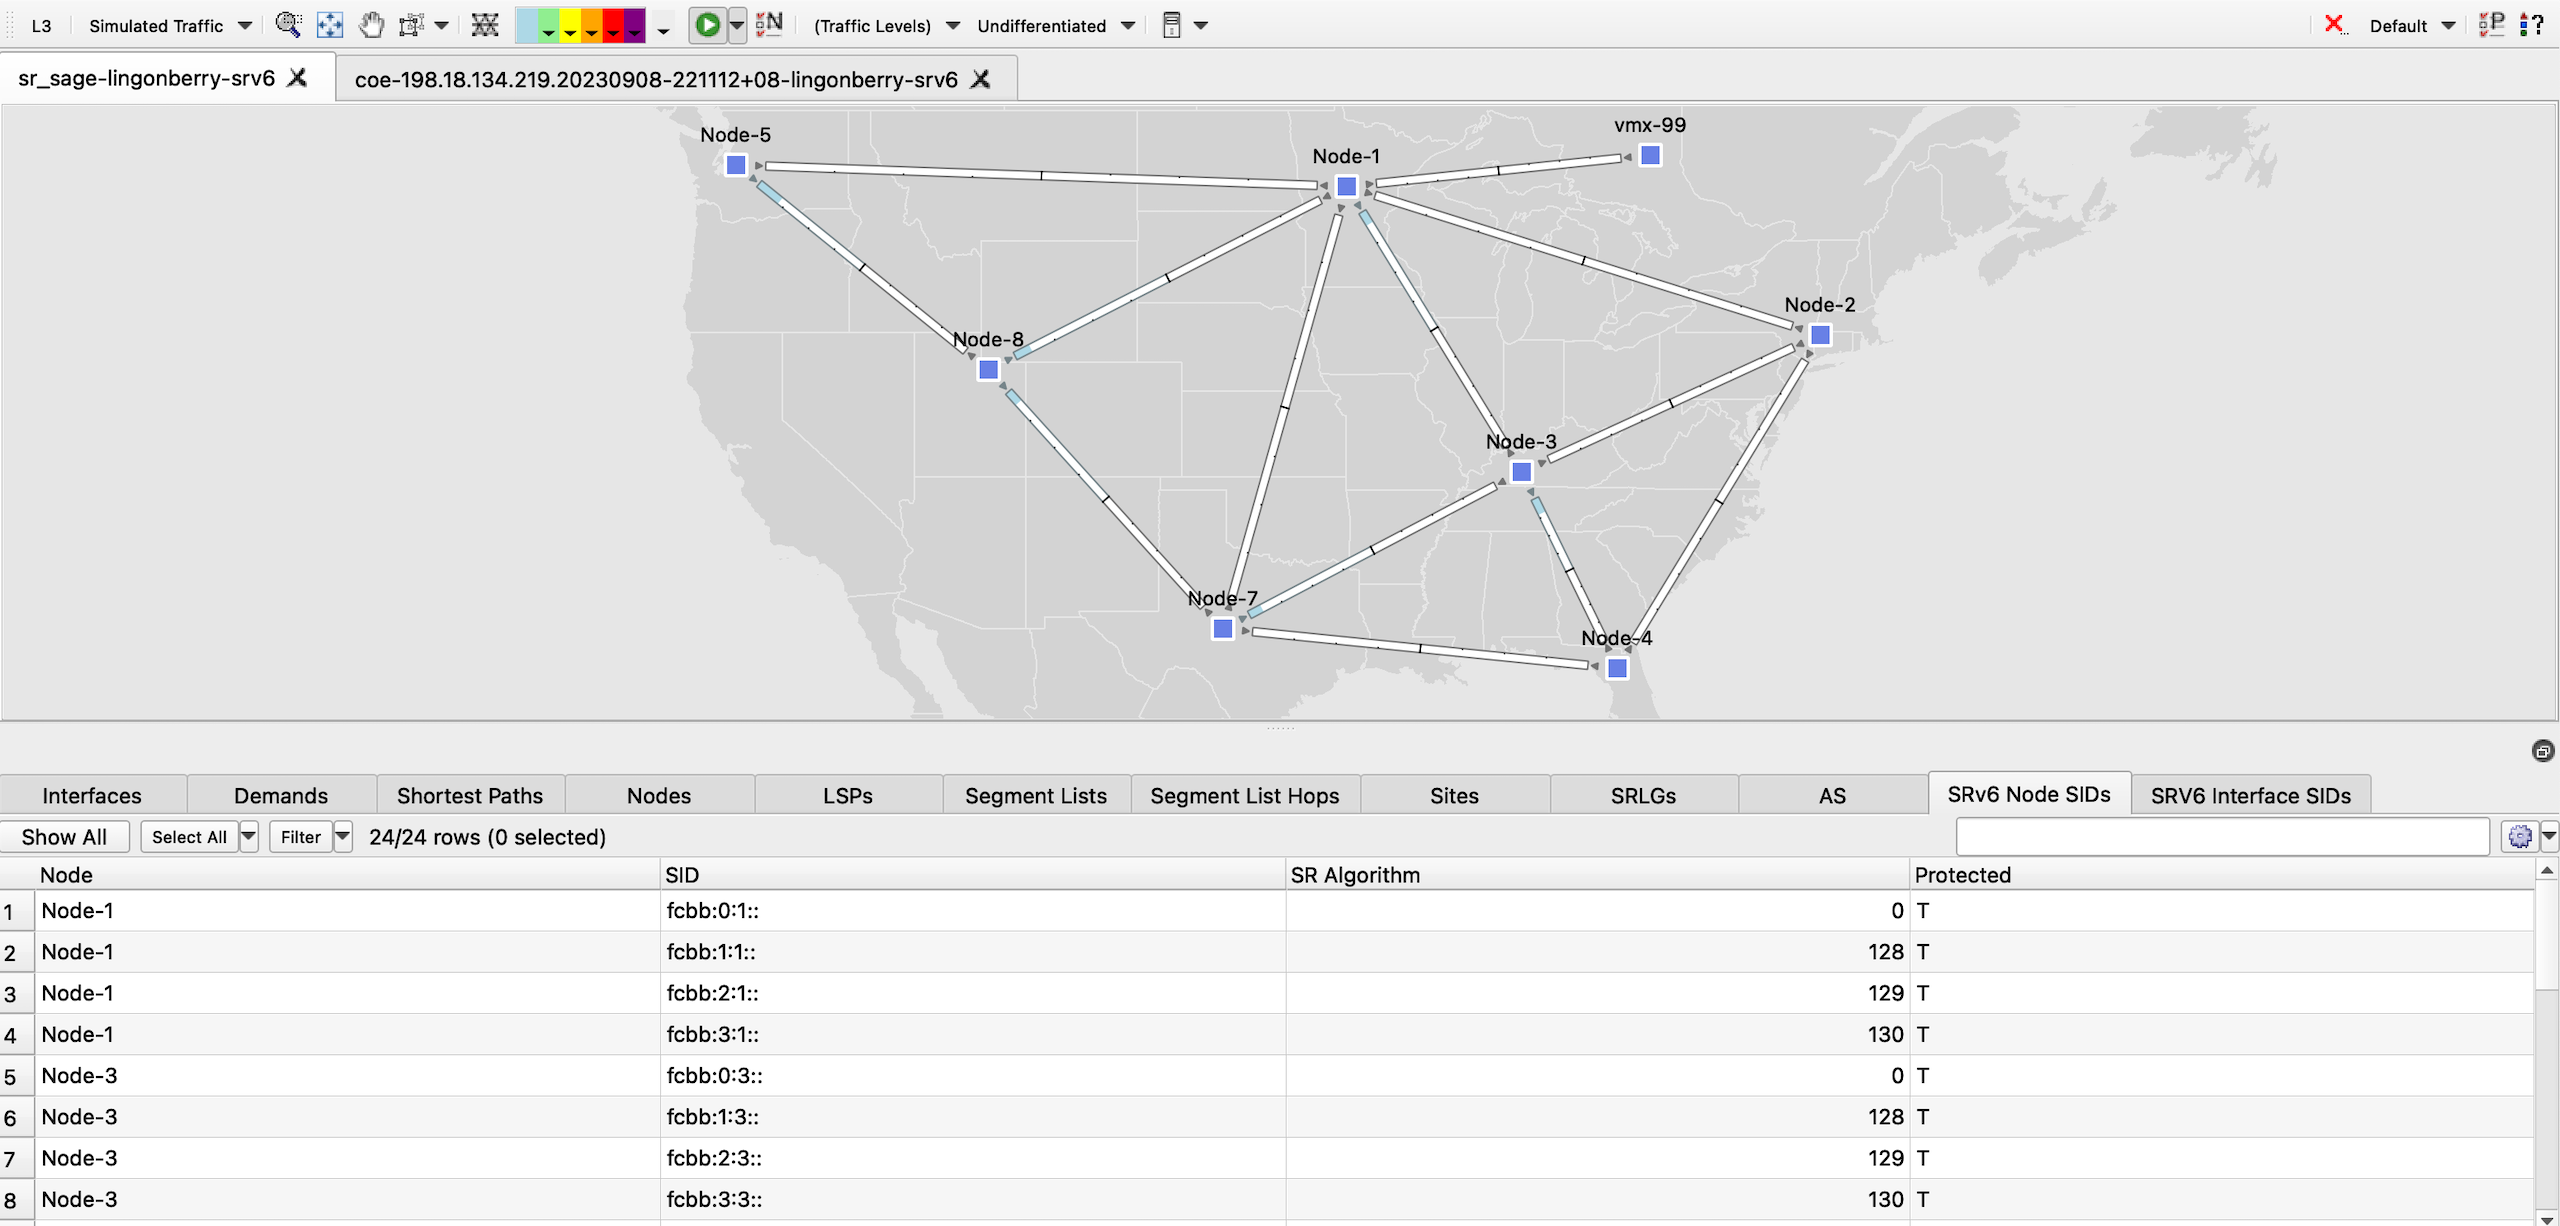 L3 Simulated Traffic N (Traffic Levels) Undifferentiated Default P ?
sr_sage-lingonberry-srv6 coe-198.18.134.219.20230908-221112+08-lingonberry-srv6
Node-5
vmx-99
Node-1
Node-2
Node-8
Node-3
Node-7
Node-4
Interfaces Demands Shortest Paths Nodes LSPs Segment Lists Segment List Hops Sites SRLGs AS SRv6 Node SIDs SRV6 Interface SIDs
Show All Select All Filter 24/24 rows (0 selected)
Node SID SR Algorithm Protected
1 Node-1 fcbb:0:1:: 0 T
2 Node-1 fcbb:1:1:: 128 T
3 Node-1 fcbb:2:1:: 129 T
4 Node-1 fcbb:3:1:: 130 T
5 Node-3 fcbb:0:3:: 0 T
6 Node-3 fcbb:1:3:: 128 T
7 Node-3 fcbb:2:3:: 129 T
8 Node-3 fcbb:3:3:: 130 T